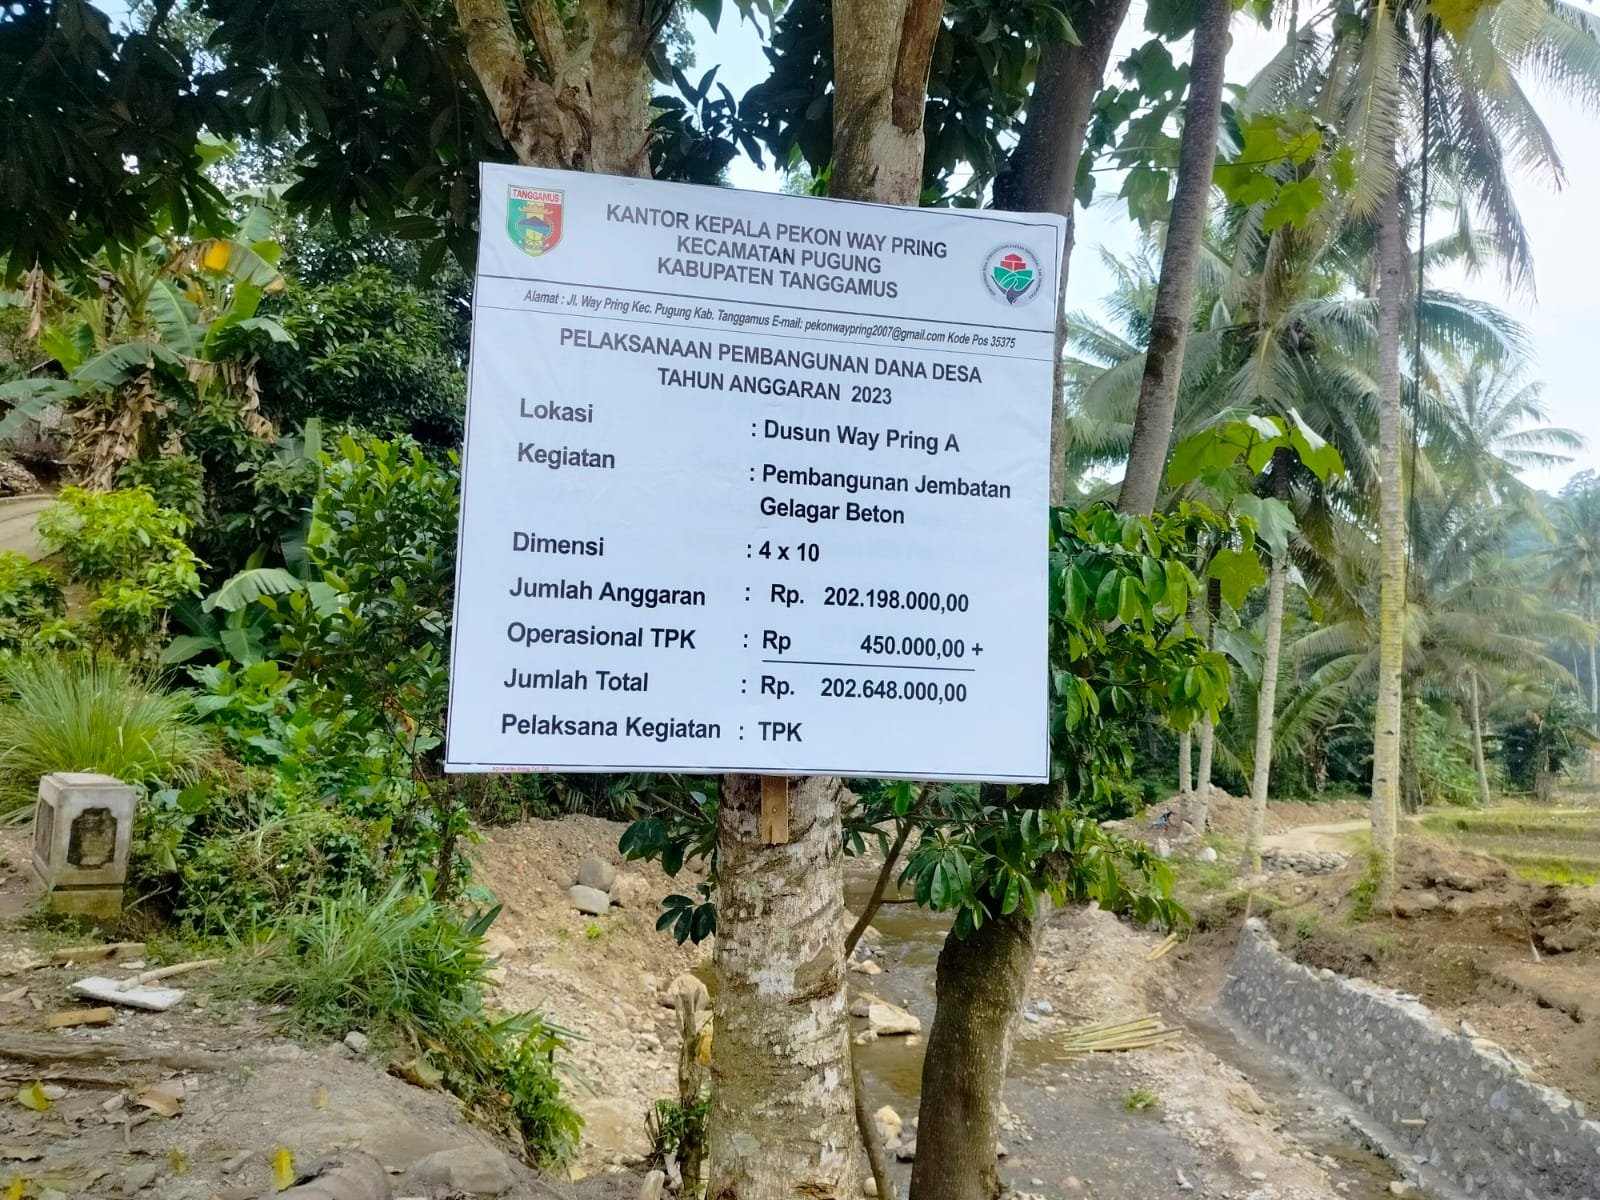 TANGGAMUS
KANTOR KEPALA PEKON WAY PRING
KECAMATAN PUGUNG
KABUPATEN TANGGAMUS
Alamat : Jl. Way Pring Kec. Pugung Kab. Tanggamus E-mail: pekonwaypring2007@gmail.com Kode Pos 35375
PELAKSANAAN PEMBANGUNAN DANA DESA
TAHUN ANGGARAN 2023
Lokasi : Dusun Way Pring A
Kegiatan : Pembangunan Jembatan
Gelagar Beton
Dimensi : 4 x 10
Jumlah Anggaran : Rp. 202.198.000,00
Operasional TPK : Rp 450.000,00 +
Jumlah Total : Rp. 202.648.000,00
Pelaksana Kegiatan : TPK